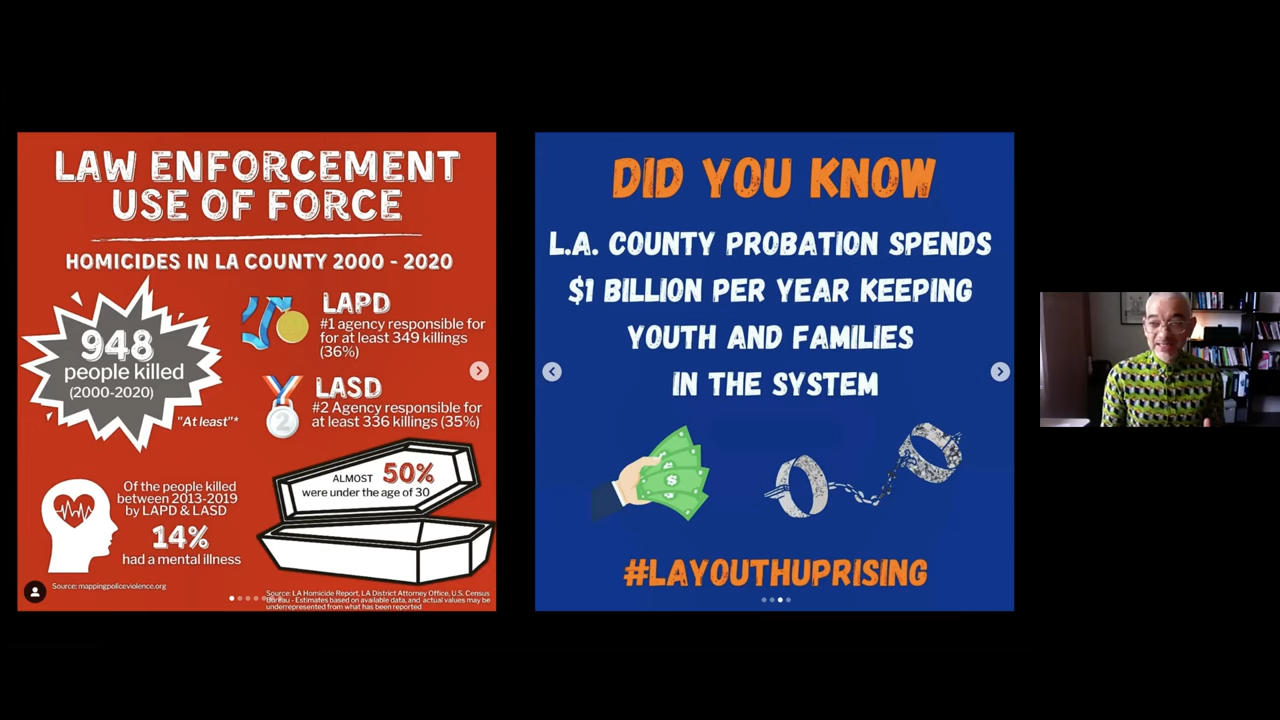 LAW ENFORCEMENT
USE OF FORCE
HOMICIDES IN LA COUNTY 2000 - 2020
948
people killed
(2000-2020)
"At least"*
LAPD
#1 agency responsible for
for at least 349 killings
(36%)
LASD
#2 Agency responsible for
at least 336 killings (35%)
2
ALMOST 50%
were under the age of 30
Of the people killed
between 2013-2019
by LAPD & LASD
14%
had a mental illness
Source: mappingpoliceviolence.org
Source: LA Homicide Report, LA District Attorney Office, U.S. Census
Bureau - Estimates based on available data, and actual values may be
underrepresented from what has been reported
DID YOU KNOW
L.A. COUNTY PROBATION SPENDS
$1 BILLION PER YEAR KEEPING
YOUTH AND FAMILIES
IN THE SYSTEM
$
#LAYOUTHUPRISING